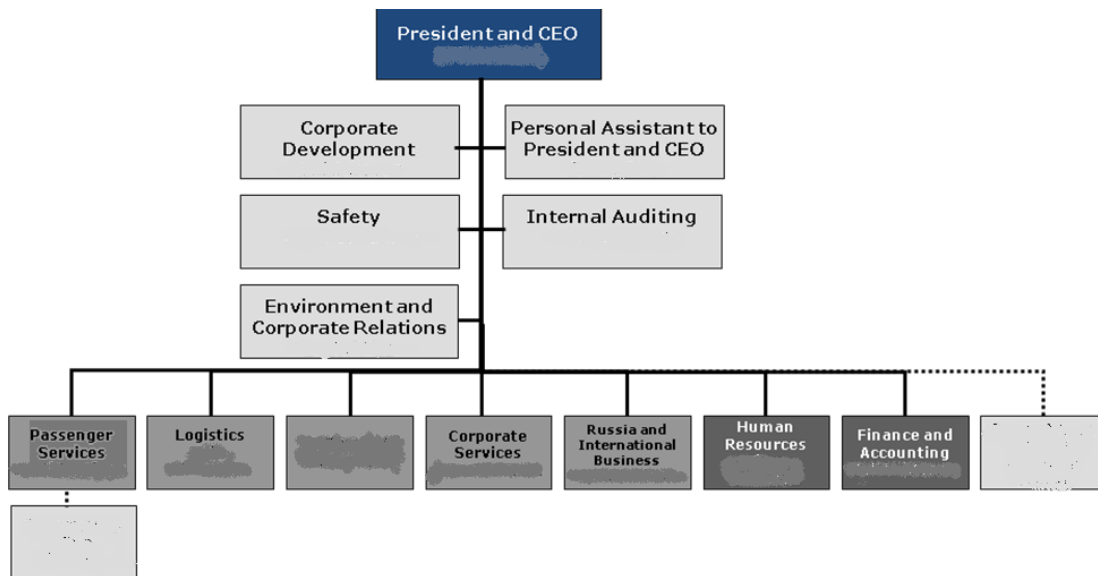 President and CEO
Corporate
Development
Personal Assistant to
President and CEO
Safety
Internal Auditing
Environment and
Corporate Relations
Passenger
Services
Logistics
Corporate
Services
Russia and
International
Business
Human
Resources
Finance and
Accounting